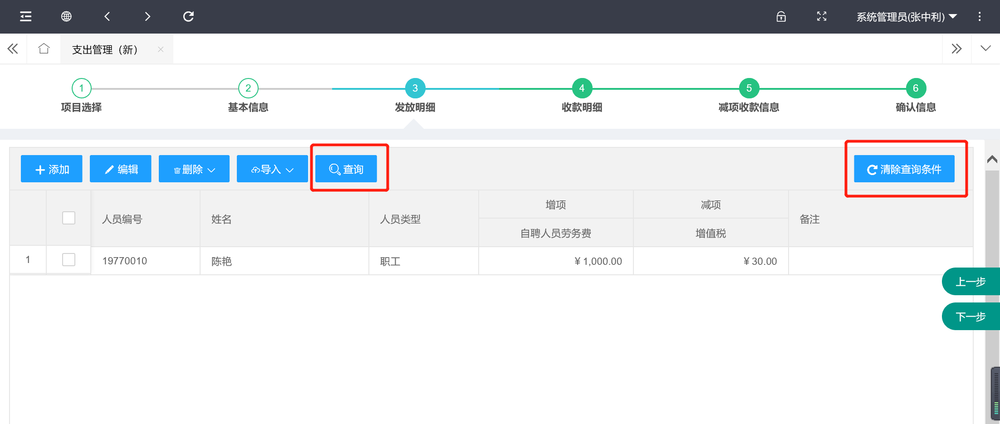 系统管理员(张中利)
支出管理（新）
1 2 3 4 5 6
项目选择 基本信息 发放明细 收款明细 减项收款信息 确认信息
添加 编辑 删除 导入 查询 清除查询条件
增项 减项
人员编号 姓名 人员类型 备注
自聘人员劳务费 增值税
1 19770010 陈艳 职工 ¥1,000.00 ¥30.00
上一步
下一步